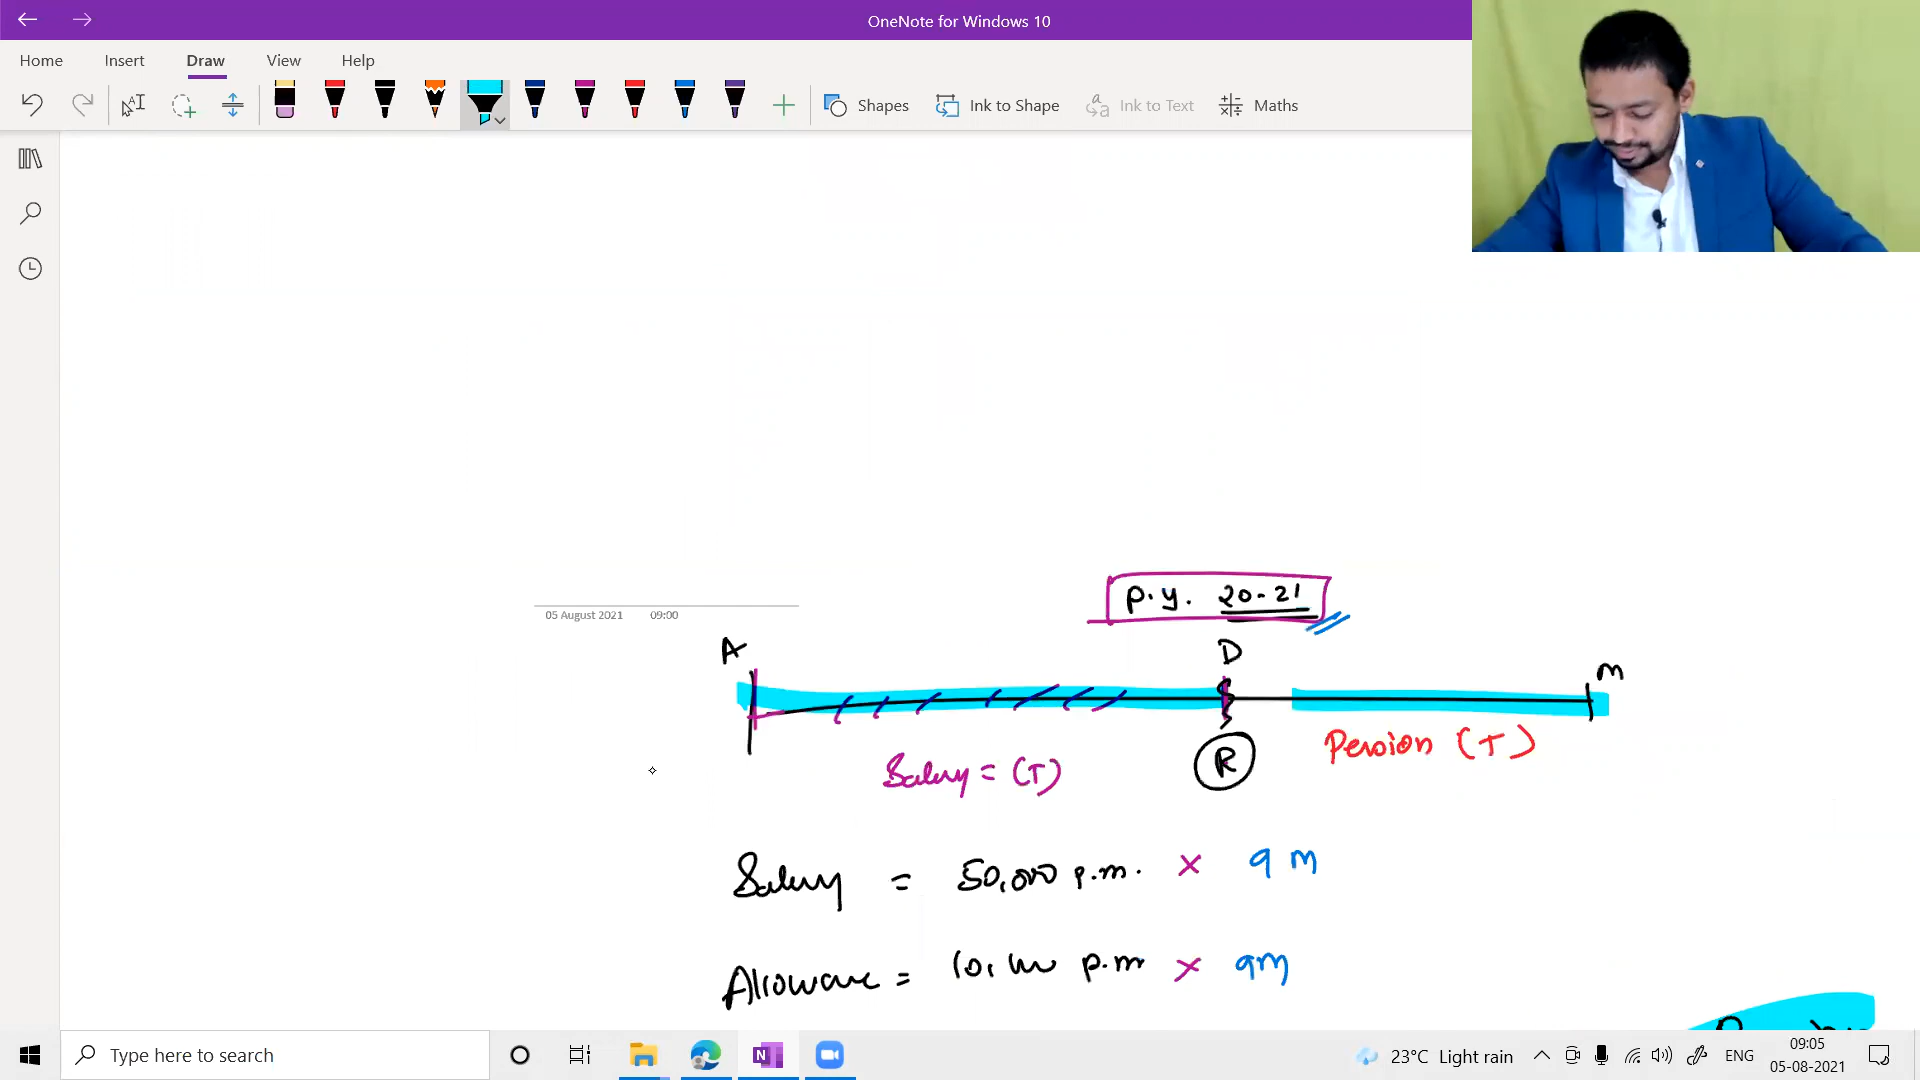 OneNote for Windows 10
Home Insert Draw View Help
Shapes Ink to Shape Ink to Text Maths
P.Y. 20-21
05 August 2021 09:00
A D M
R Pension (T)
Salary = (T)
Salary = 50,000 p.m. × 9 m
Allowance = 10,000 p.m × 9m
Type here to search
23°C Light rain ENG 09:05
05-08-2021